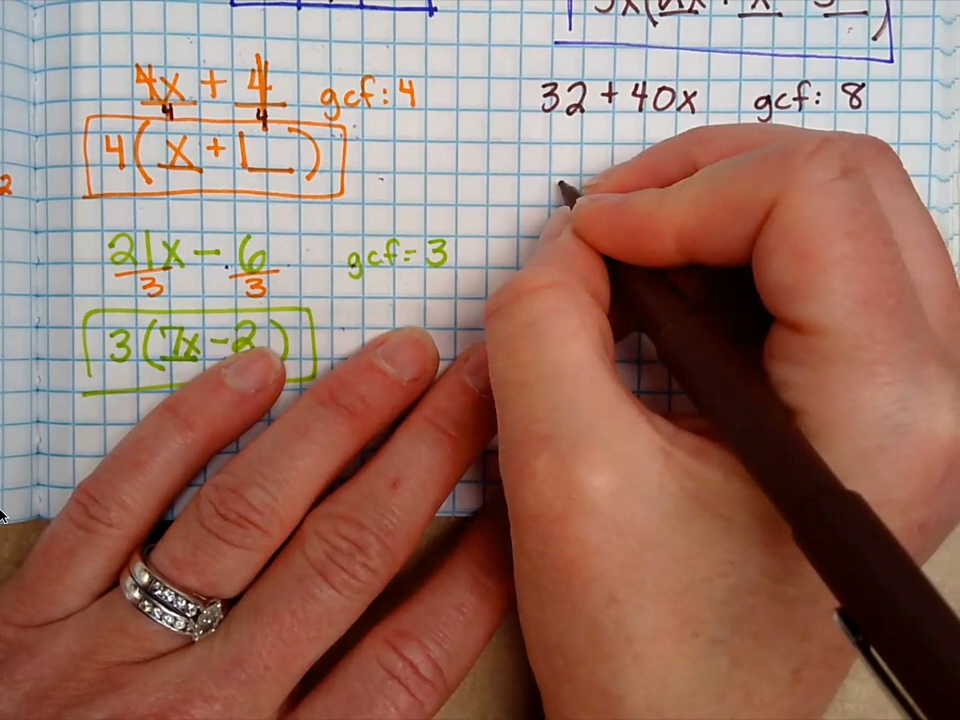 4x + 4 gcf: 4
4 4
4 ( x + 1 )
2
21x - 6 gcf = 3
3 3
3 ( 7x - 2 )
32 + 40x gcf: 8